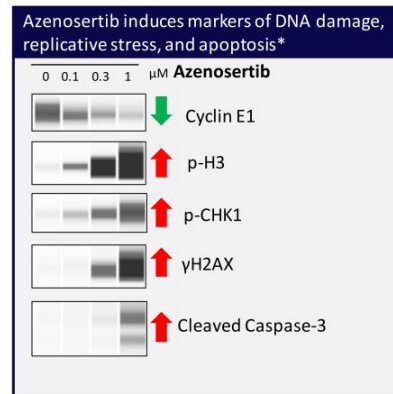 Azenosertib induces markers of DNA damage,
replicative stress, and apoptosis*
0 0.1 0.3 1 μM Azenosertib
Cyclin E1
p-H3
p-CHK1
γH2AX
Cleaved Caspase-3